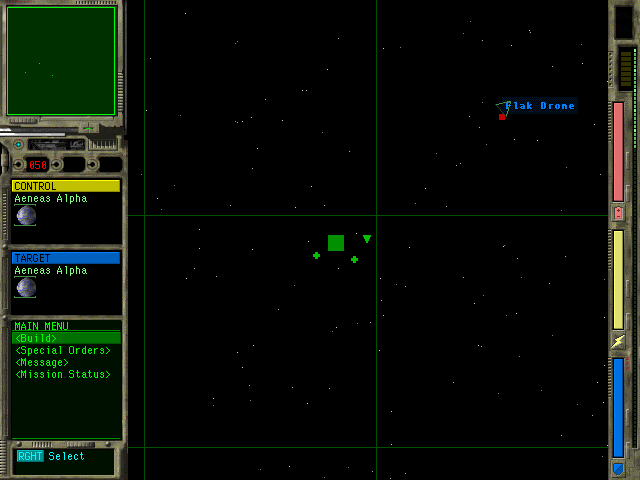 Flak Drone
050
CONTROL
Aeneas Alpha
TARGET
Aeneas Alpha
MAIN MENU
<Build>
<Special Orders>
<Message>
<Mission Status>
RGHT Select